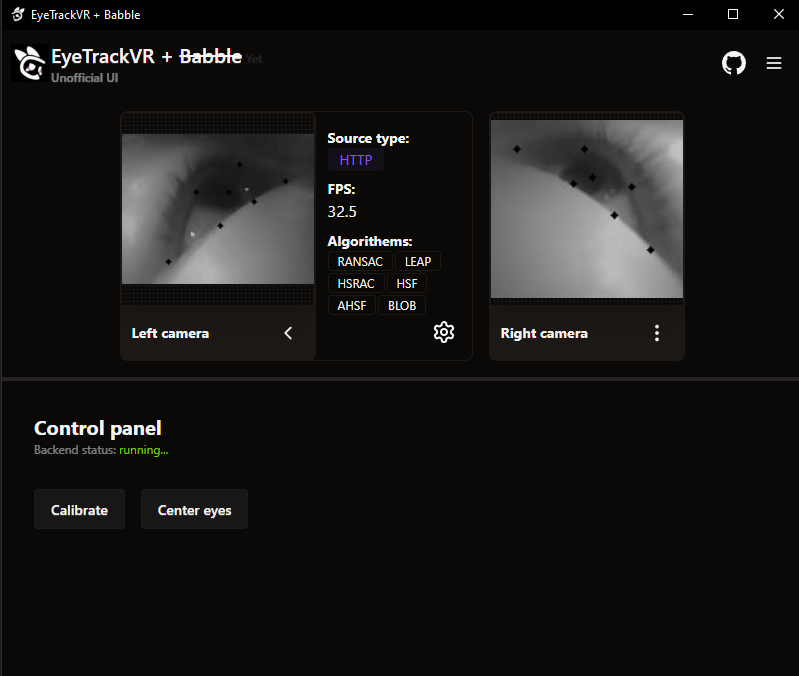 EyeTrackVR + Babble
EyeTrackVR + Babble Yet
Unofficial UI
Source type:
HTTP
FPS:
32.5
Algorithems:
RANSAC LEAP
HSRAC HSF
AHSF BLOB
Left camera
Right camera
Control panel
Backend status: running...
Calibrate Center eyes